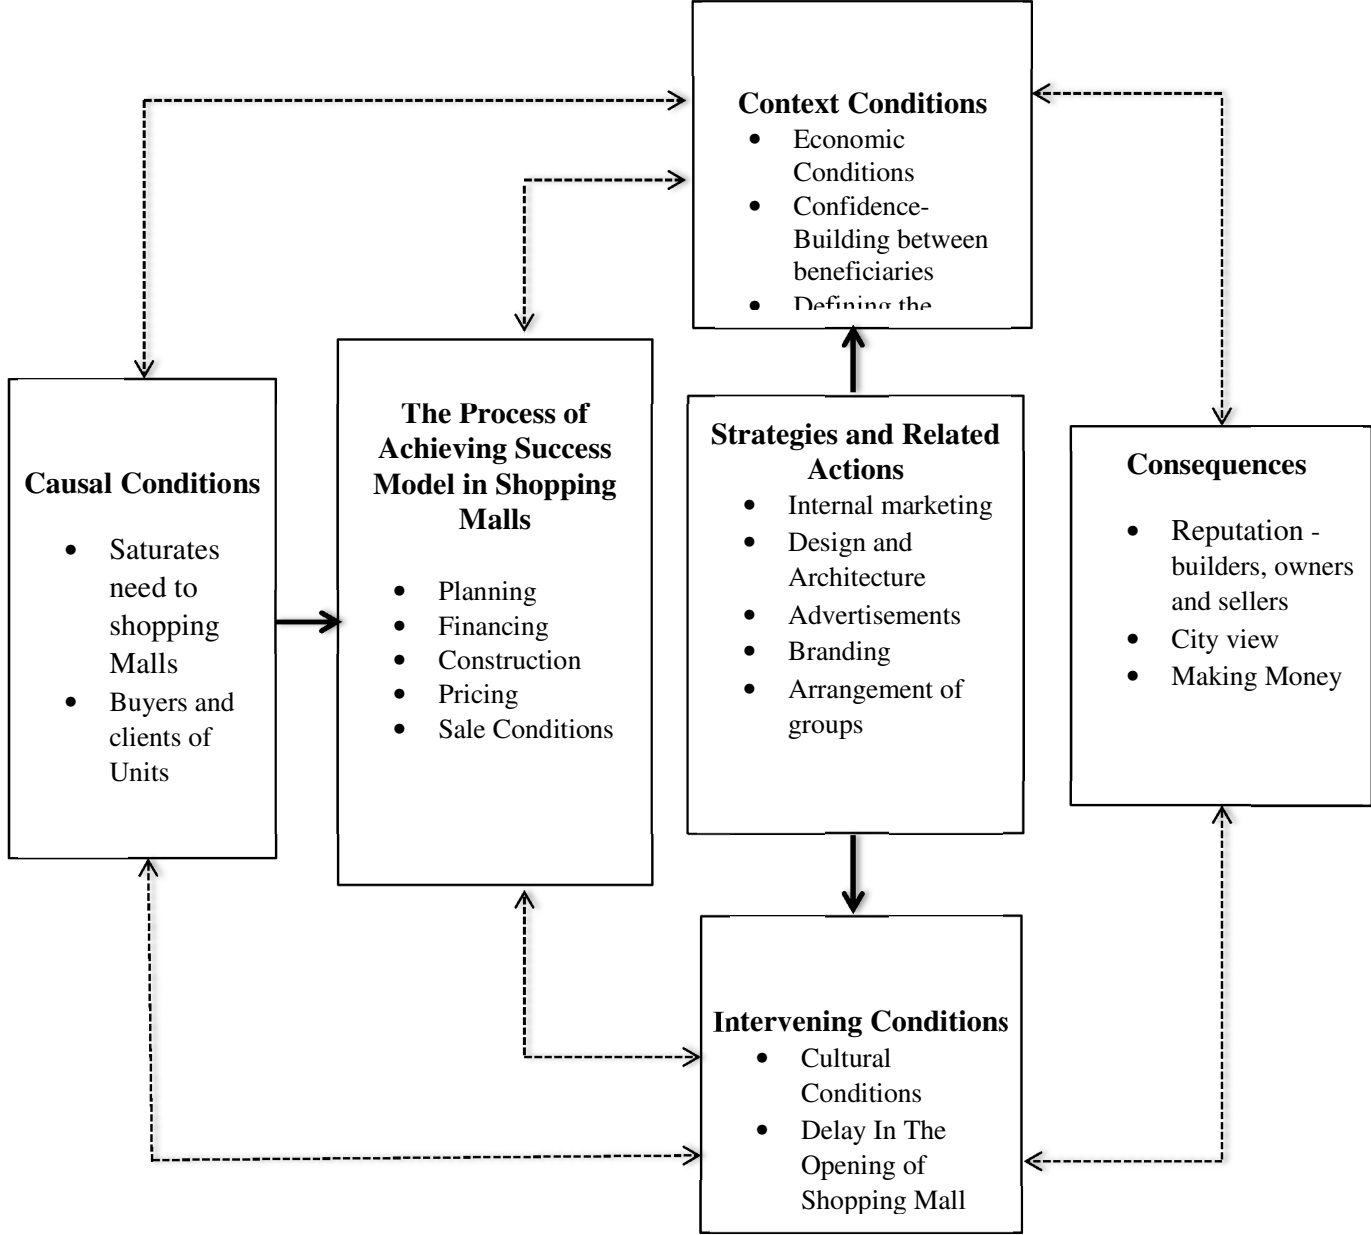 Context Conditions
• Economic
Conditions
• Confidence-
Building between
beneficiaries
• Defining the
Causal Conditions
• Saturates
need to
shopping
Malls
• Buyers and
clients of
Units
The Process of
Achieving Success
Model in Shopping
Malls
• Planning
• Financing
• Construction
• Pricing
• Sale Conditions
Strategies and Related
Actions
• Internal marketing
• Design and
Architecture
• Advertisements
• Branding
• Arrangement of
groups
Consequences
• Reputation -
builders, owners
and sellers
• City view
• Making Money
Intervening Conditions
• Cultural
Conditions
• Delay In The
Opening of
Shopping Mall